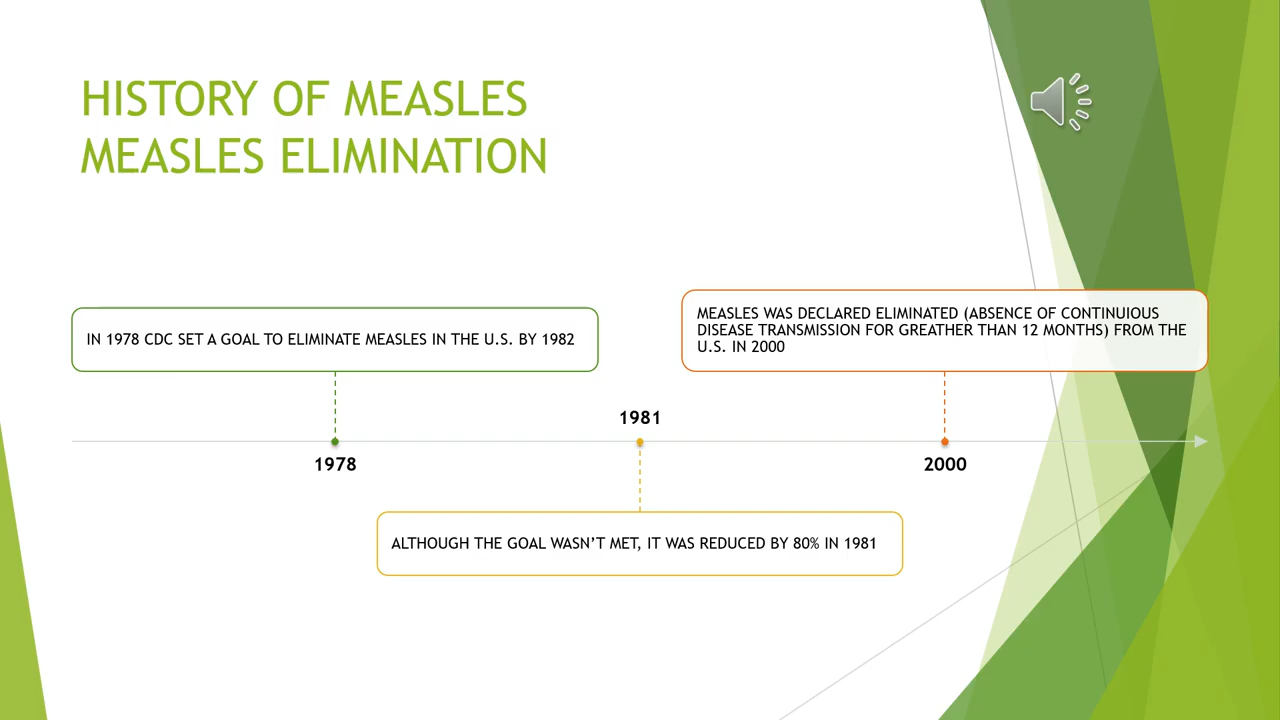 HISTORY OF MEASLES
MEASLES ELIMINATION
IN 1978 CDC SET A GOAL TO ELIMINATE MEASLES IN THE U.S. BY 1982
MEASLES WAS DECLARED ELIMINATED (ABSENCE OF CONTINUIOUS
DISEASE TRANSMISSION FOR GREATHER THAN 12 MONTHS) FROM THE
U.S. IN 2000
1981
1978
2000
ALTHOUGH THE GOAL WASN’T MET, IT WAS REDUCED BY 80% IN 1981